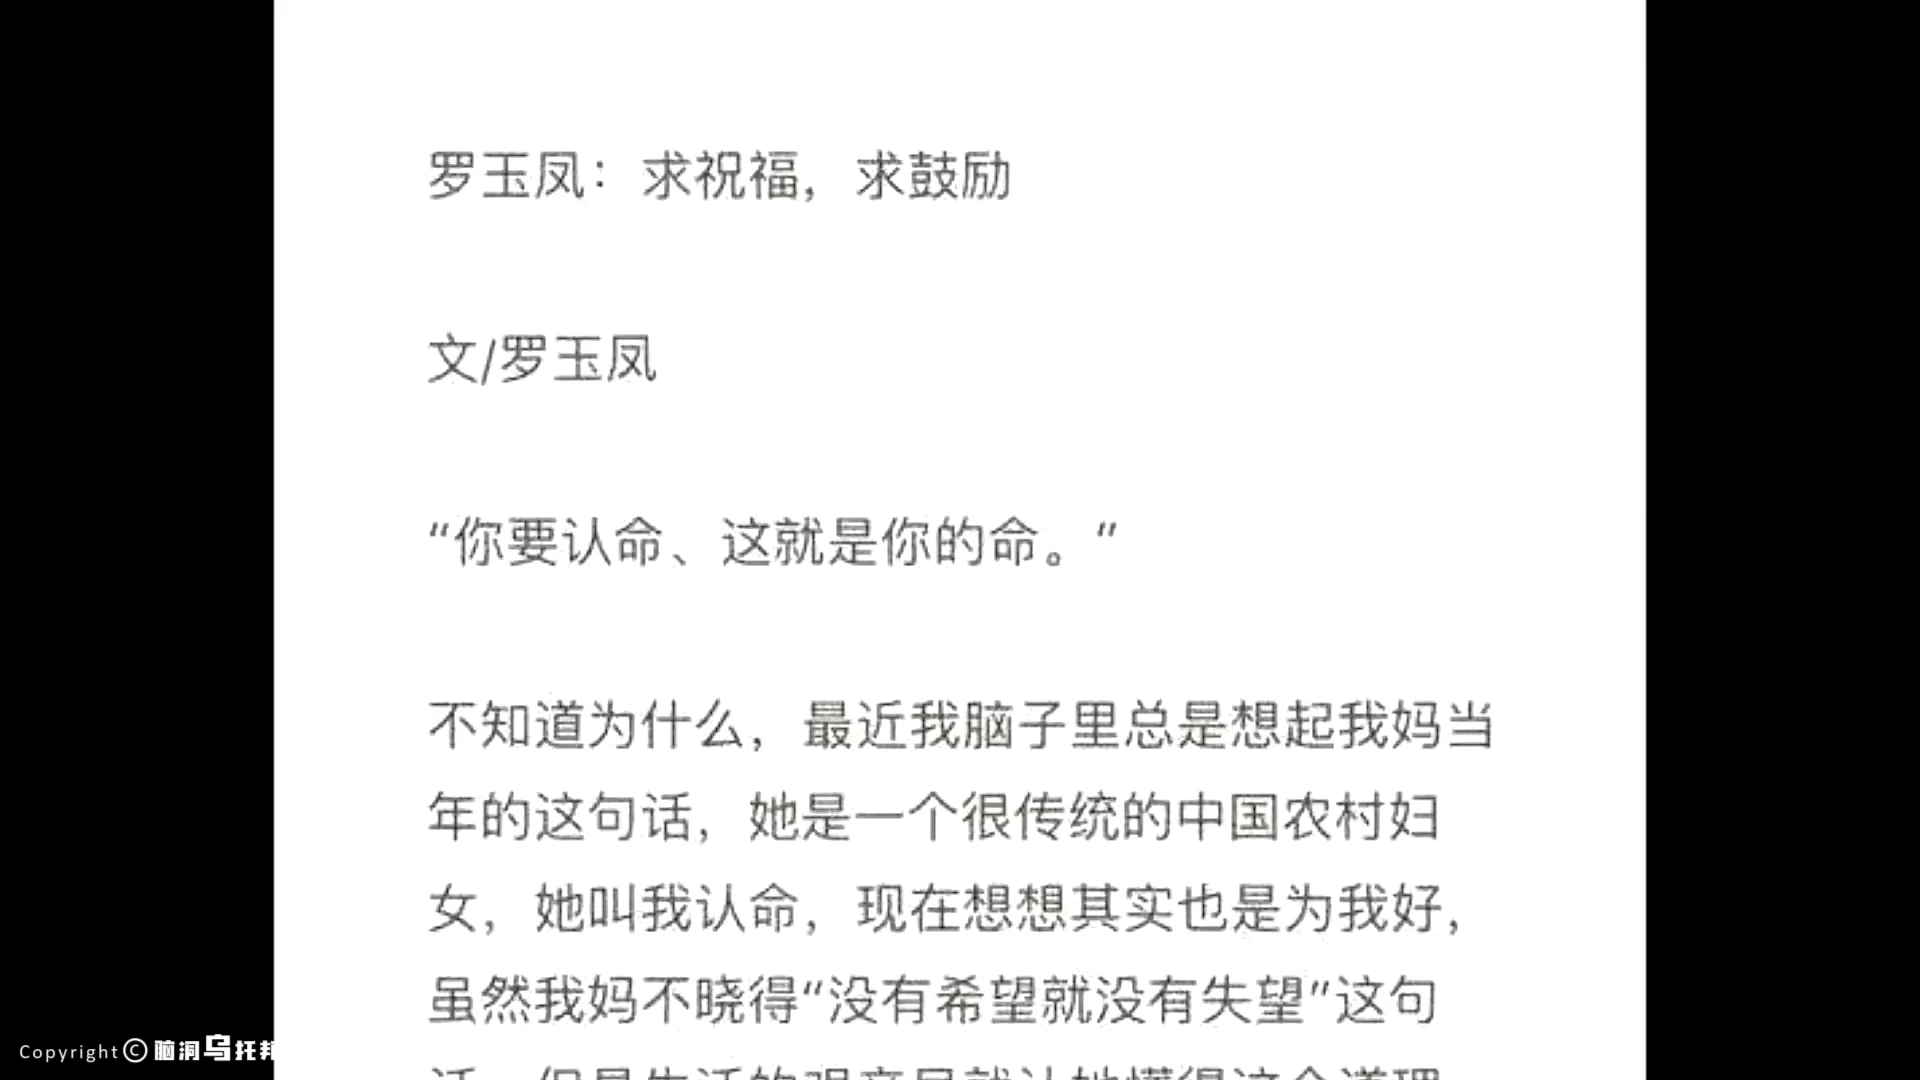 罗玉凤：求祝福，求鼓励
文/罗玉凤
“你要认命、这就是你的命。”
不知道为什么，最近我脑子里总是想起我妈当
年的这句话，她是一个很传统的中国农村妇
女，她叫我认命，现在想想其实也是为我好，
虽然我妈不晓得“没有希望就没有失望”这句
Copyright © 脑洞乌托邦